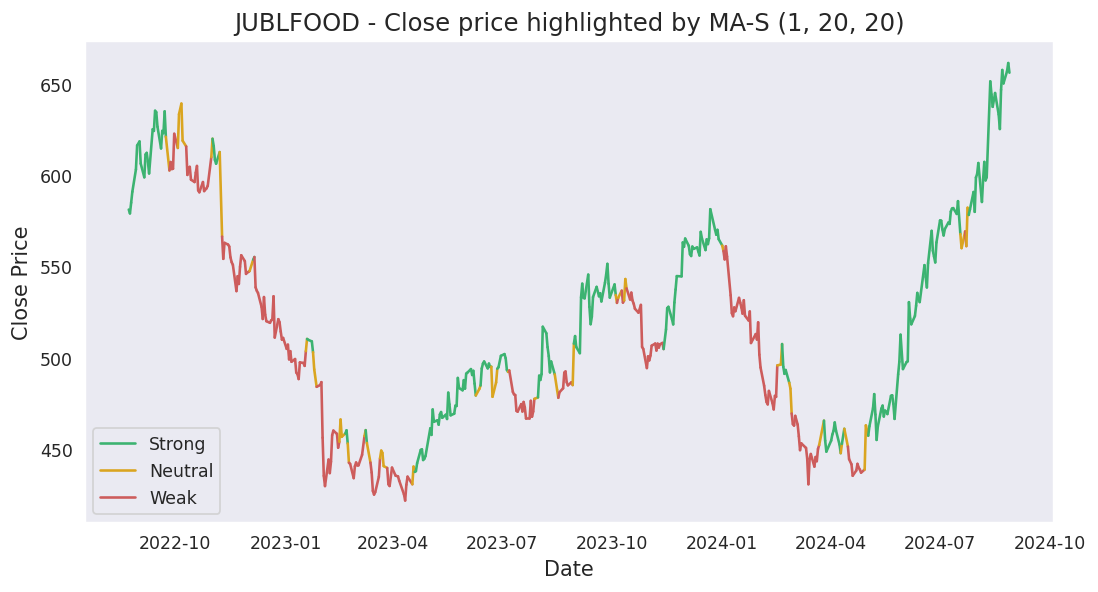 JUBLFOOD - Close price highlighted by MA-S (1, 20, 20)
Close Price
650
600
550
500
450
Strong
Neutral
Weak
2022-10
2023-01
2023-04
2023-07
2023-10
2024-01
2024-04
2024-07
2024-10
Date